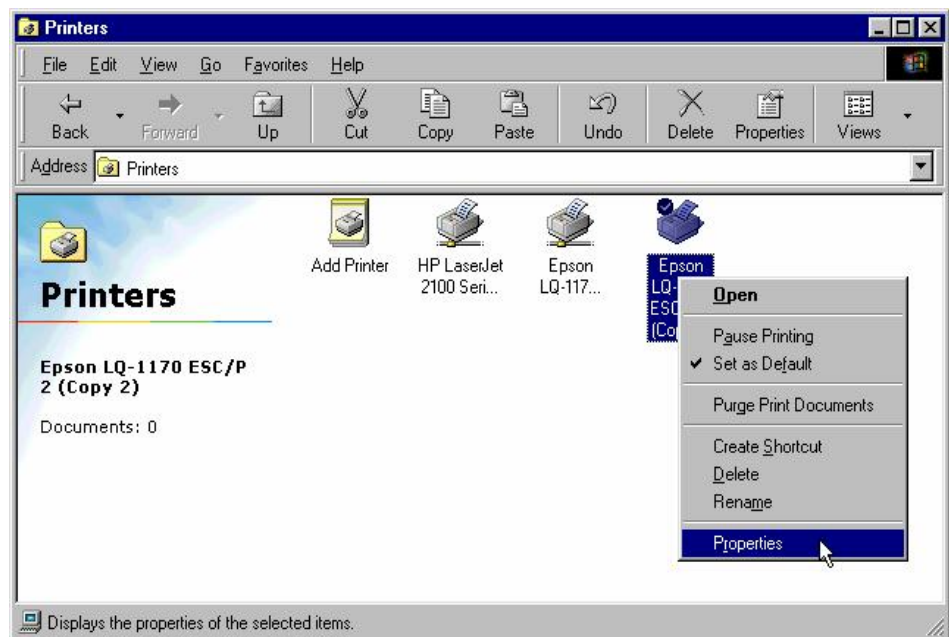 Printers
File Edit View Go Favorites Help
Back Forward Up Cut Copy Paste Undo Delete Properties Views
Address Printers
Printers
Epson LQ-1170 ESC/P
2 (Copy 2)
Documents: 0
Add Printer
HP LaserJet
2100 Seri...
Epson
LQ-117...
Epson
LQ-
ESC
(Co
Open
Pause Printing
Set as Default
Purge Print Documents
Create Shortcut
Delete
Rename
Properties
Displays the properties of the selected items.